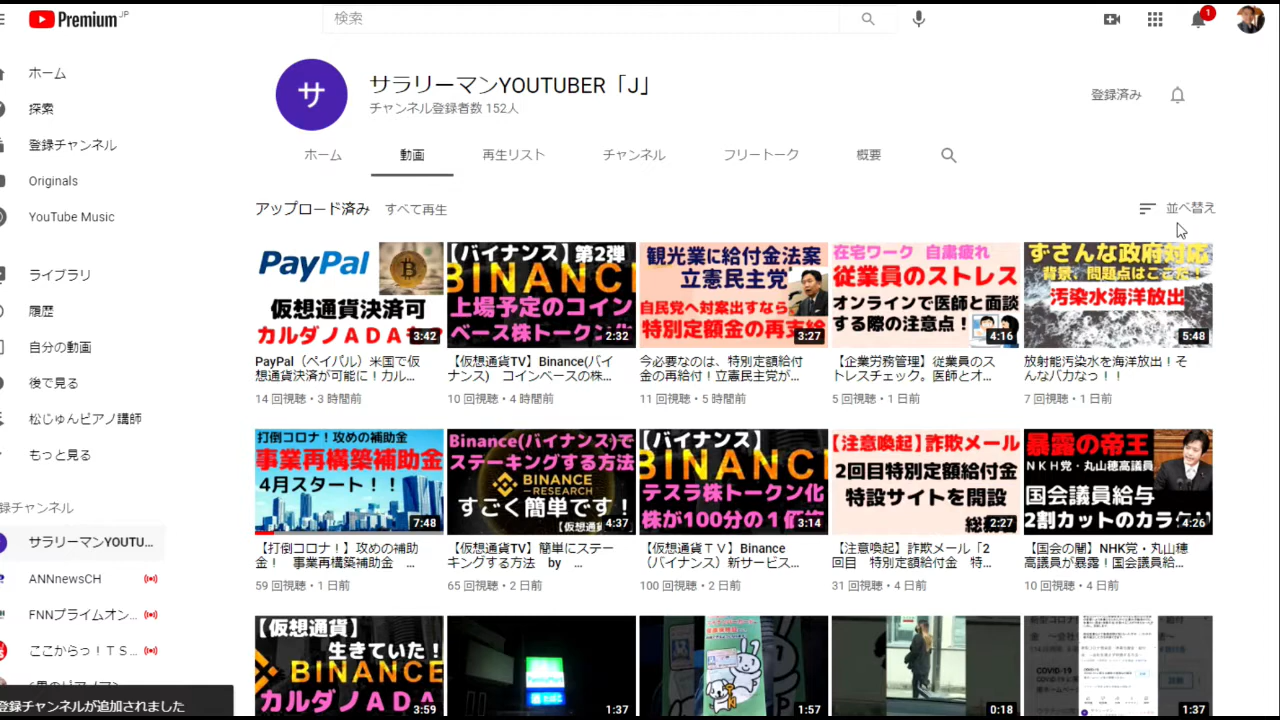 Premium JP
検索
1
ホーム
探索
登録チャンネル
Originals
YouTube Music
ライブラリ
履歴
自分の動画
後で見る
松じゅんピアノ講師
もっと見る
録チャンネル
サラリーマンYOUTU...
ANNnewsCH
FNNプライムオン...
ここからっ！ＴＳ...
登録チャンネルが追加されました
サ
サラリーマンYOUTUBER「J」
チャンネル登録者数 152人
登録済み
ホーム 動画 再生リスト チャンネル フリートーク 概要
アップロード済み すべて再生
並べ替え
PayPal
仮想通貨決済可
カルダノＡＤＡ
3:42
PayPal（ペイパル）米国で仮
想通貨決済が可能に！カル...
14 回視聴・3 時間前
【バイナンス】第2弾
BINANC
上場予定のコイン
ベース株トークン化
2:32
【仮想通貨TV】Binance(バイ
ナンス)　コインベースの株...
10 回視聴・4 時間前
観光業に給付金法案
立憲民主党
自民党へ対案出すなら
特別定額金の再支給
3:27
今必要なのは、特別定額給付
金の再給付！立憲民主党が...
11 回視聴・5 時間前
在宅ワーク 自粛疲れ
従業員のストレス
オンラインで医師と面談
する際の注意点！
4:16
【企業労務管理】従業員のス
トレスチェック。医師とオ...
5 回視聴・1 日前
ずさんな政府対応
背景、問題点はここだ！
汚染水海洋放出
5:48
放射能汚染水を海洋放出！そ
んなバカなっ！！
7 回視聴・1 日前
打倒コロナ！攻めの補助金
事業再構築補助金
4月スタート！！
7:48
【打倒コロナ！】攻めの補助
金！　事業再構築補助金　...
59 回視聴・2 日前
Binance(バイナンス)で
ステーキングする方法
BINANCE
RESEARCH
すごく簡単です！
【仮想通貨
4:37
【仮想通貨TV】簡単にステー
キングする方法　by　...
65 回視聴・2 日前
【バイナンス】
BINANC
テスラ株トークン化
株が100分の１
3:14
【仮想通貨ＴＶ】Binance
（バイナンス）新サービス...
100 回視聴・2 日前
【注意喚起】詐欺メール
2回目特別定額給付金
特設サイトを開設
総務
2:27
【注意喚起】詐欺メール「2
回目　特別定額給付金　特...
31 回視聴・4 日前
暴露の帝王
ＮＨＫ党・丸山穂高議員
国会議員給与
2割カットのカラクリ
4:26
【国会の闇】NHK党・丸山穂
高議員が暴露！国会議員給...
10 回視聴・4 日前
【仮想通貨】
生きていた！
BINANC
カルダノＡＤＡ
3:59
FamilyMart
1:37
1:57
0:18
COVID-19
1:37